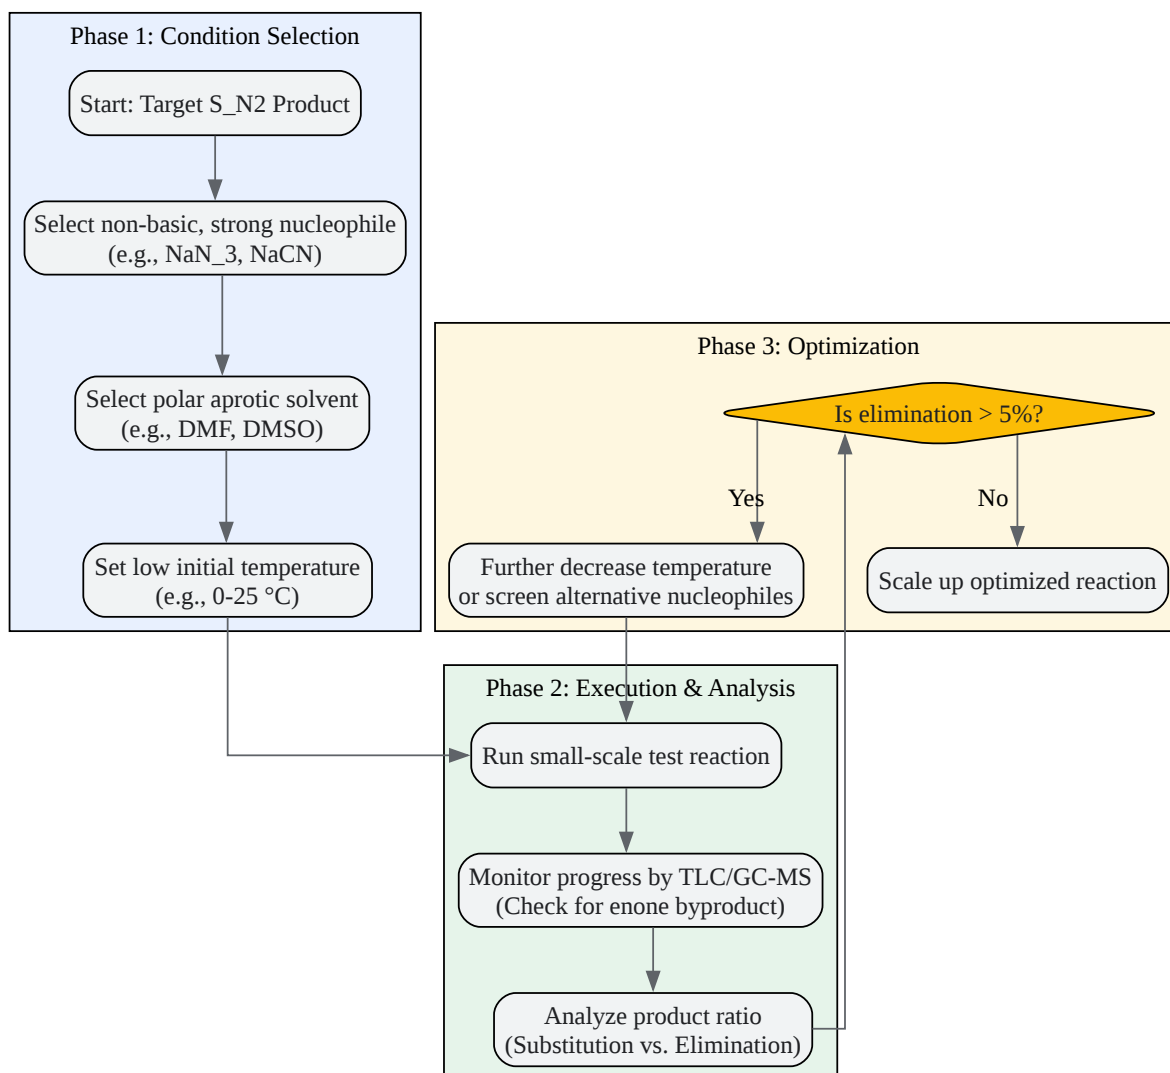 Phase 1: Condition Selection
Start: Target S_N2 Product
Select non-basic, strong nucleophile
(e.g., NaN_3, NaCN)
Select polar aprotic solvent
(e.g., DMF, DMSO)
Set low initial temperature
(e.g., 0-25 °C)
Phase 3: Optimization
Is elimination > 5%?
Yes
No
Further decrease temperature
or screen alternative nucleophiles
Scale up optimized reaction
Phase 2: Execution & Analysis
Run small-scale test reaction
Monitor progress by TLC/GC-MS
(Check for enone byproduct)
Analyze product ratio
(Substitution vs. Elimination)